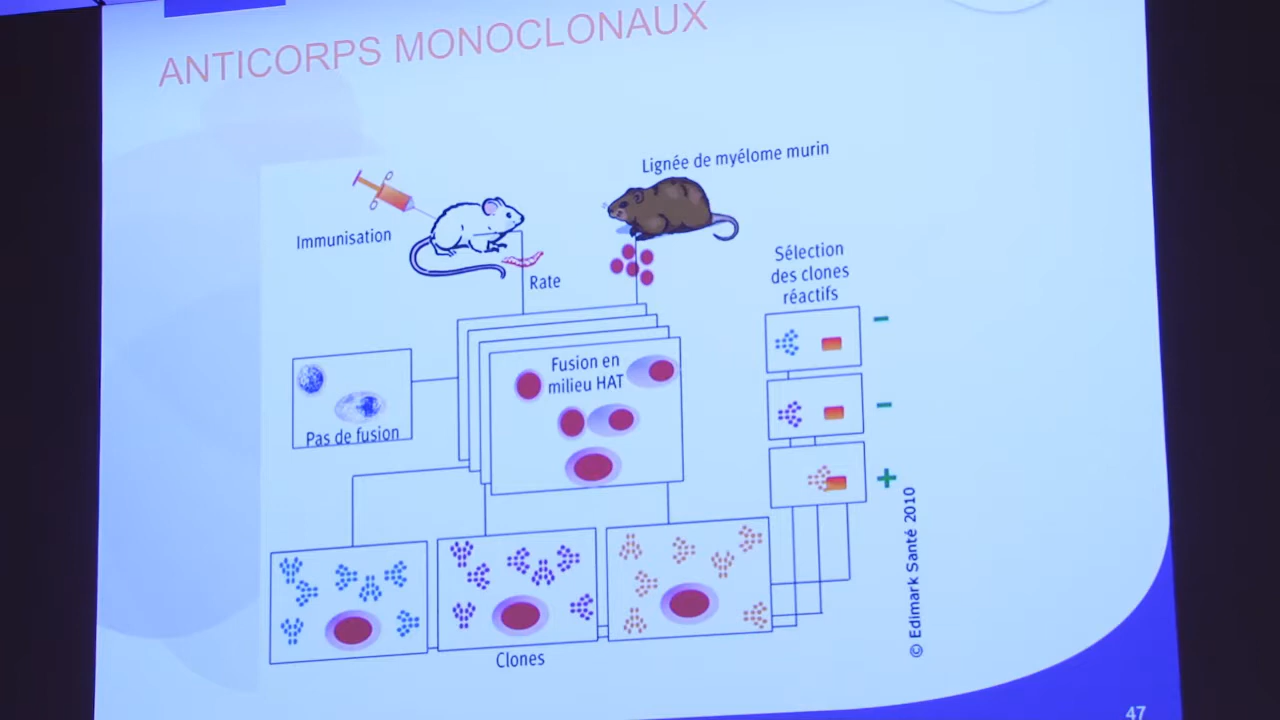 ANTICORPS MONOCLONAUX
Lignée de myélome murin
Immunisation
Rate
Sélection
des clones
réactifs
Fusion en
milieu HAT
Pas de fusion
Clones
© Edimark Santé 2010
47